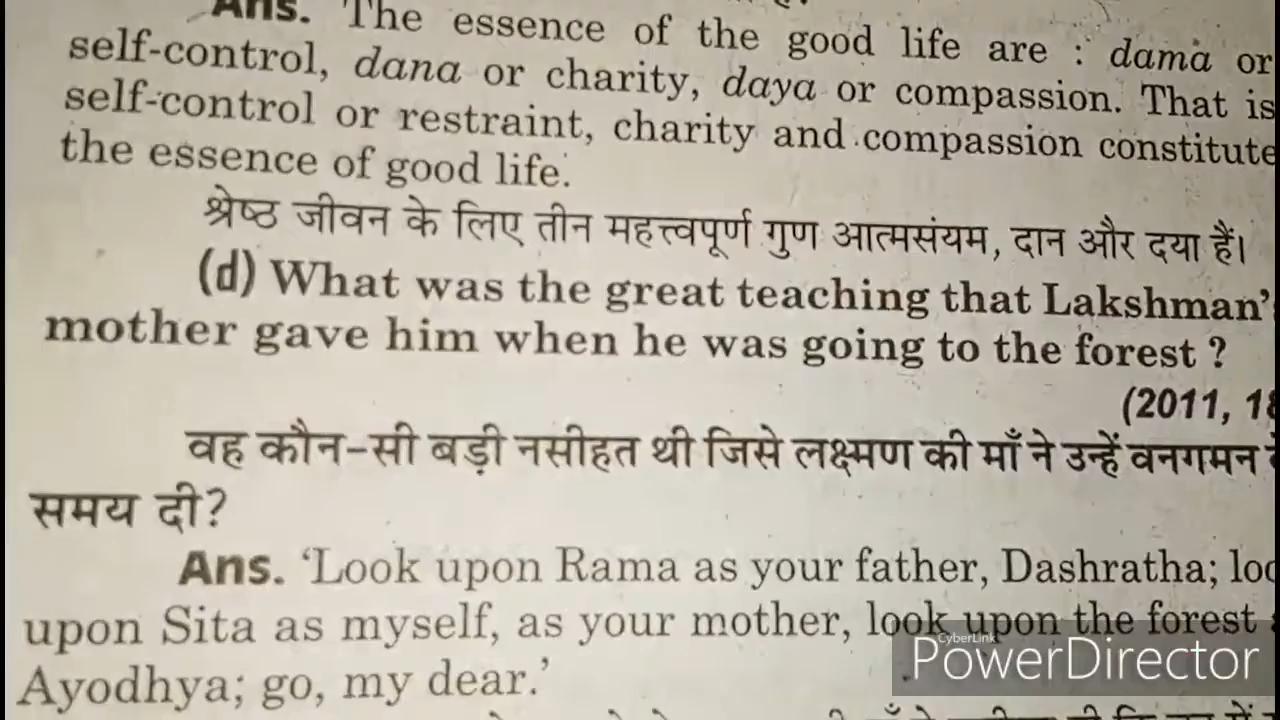 Ans. The essence of the good life are : dama or
self-control, dana or charity, daya or compassion. That is
self-control or restraint, charity and compassion constitute
the essence of good life.
श्रेष्ठ जीवन के लिए तीन महत्त्वपूर्ण गुण आत्मसंयम, दान और दया हैं।
(d) What was the great teaching that Lakshman's
mother gave him when he was going to the forest ?
(2011, 18
वह कौन-सी बड़ी नसीहत थी जिसे लक्ष्मण की माँ ने उन्हें वनगमन
समय दी?
Ans. ‘Look upon Rama as your father, Dashratha;
upon Sita as myself, as your mother, look upon the forest
Ayodhya; go, my dear.’
CyberLink
PowerDirector